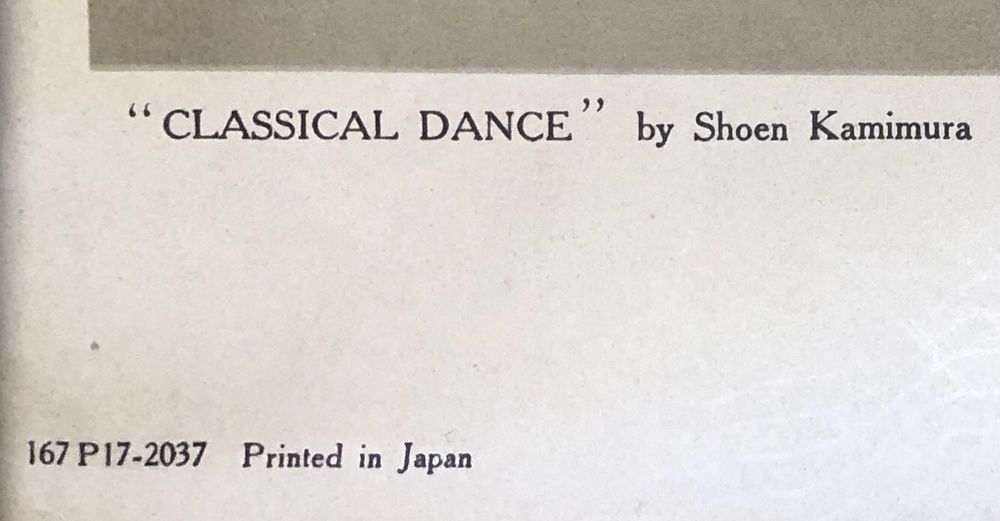 “CLASSICAL DANCE” by Shoen Kamimura
167 P17-2037 Printed in Japan